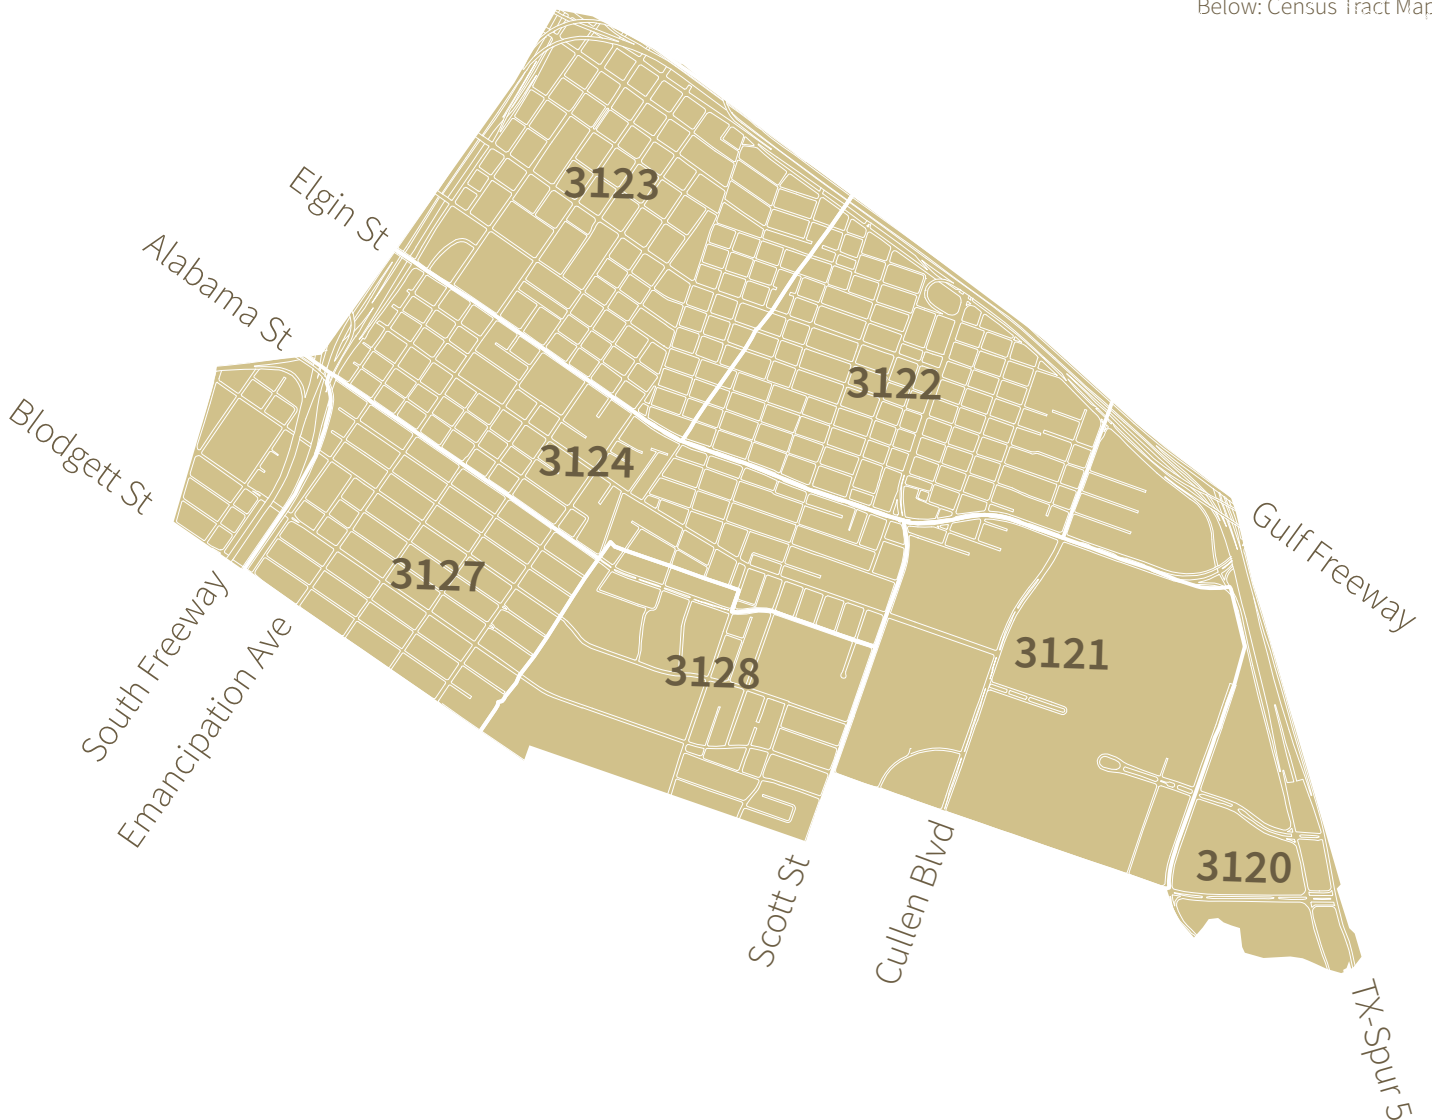 Below: Census Tract Map
3123
Elgin St
Alabama St
3122
Blodgett St
3124
Gulf Freeway
3127
South Freeway
Emancipation Ave
3121
3128
3120
Scott St
Cullen Blvd
TX-Spur 5